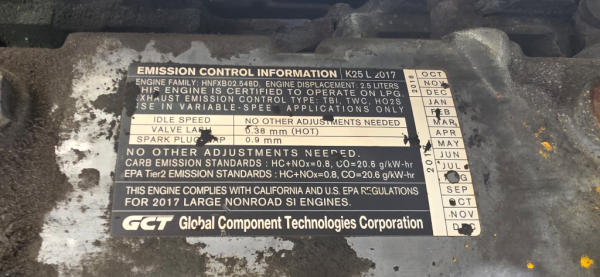 EMISSION CONTROL INFORMATION K25 L 2017
ENGINE FAMILY: HNFXB02.548D, ENGINE DISPLACEMENT: 2.5 LITERS
THIS ENGINE IS CERTIFIED TO OPERATE ON LPG.
EXHAUST EMISSION CONTROL TYPE: TBI, TWC, HO2S
USE IN VARIABLE-SPEE APPLICATIONS ONLY
IDLE SPEED NO OTHER ADJUSTMENTS NEEDED
VALVE LASH 0.38 mm (HOT)
SPARK PLUG 0.9 mm
NO OTHER ADJUSTMENTS NEEDED.
CARB EMISSION STANDARDS : HC+NOx=0.8, CO=20.6 g/kW-hr
EPA Tier2 EMISSION STANDARDS : HC+NOx=0.8, CO=20.6 g/kW-hr
THIS ENGINE COMPLIES WITH CALIFORNIA AND U.S. EPA REGULATIONS
FOR 2017 LARGE NONROAD SI ENGINES.
GCT Global Component Technologies Corporation
2016
OCT
NOV
DEC
JAN
FEB
MAR
APR
MAY
JUN
JUL
SEP
OCT
NOV
DEC